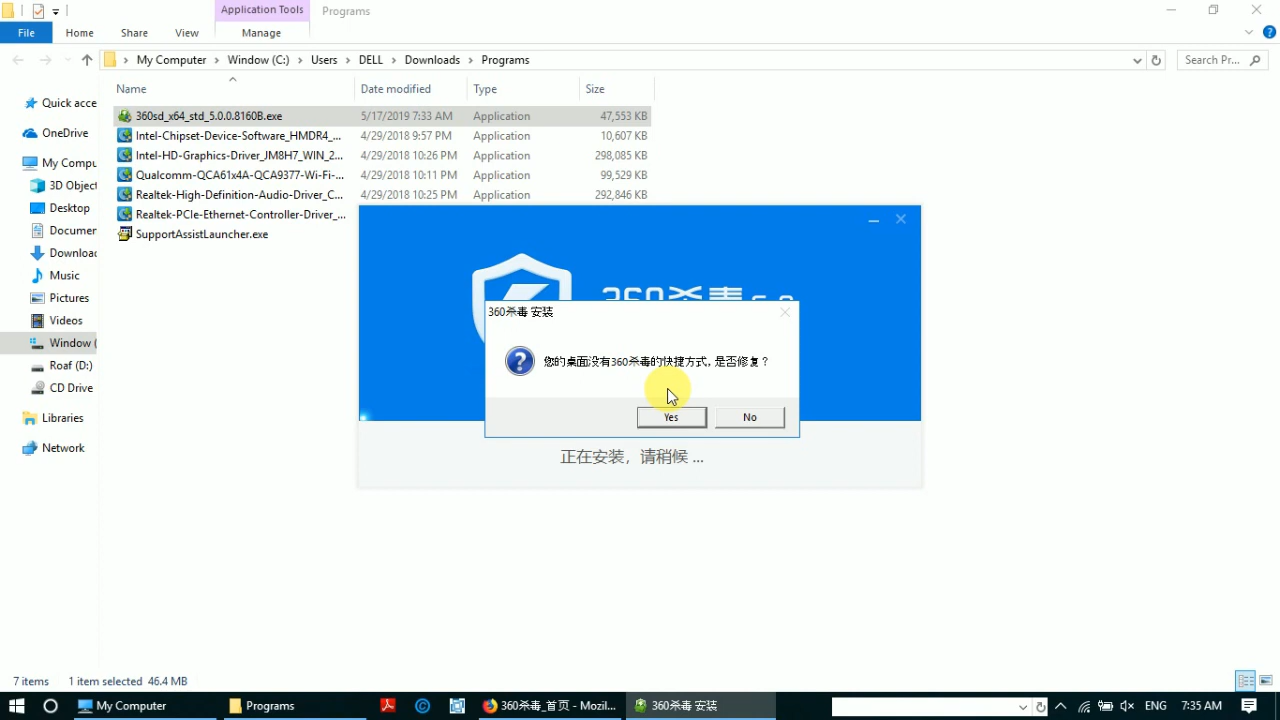 Application Tools
Programs
File
Home
Share
View
Manage
My Computer
Window (C:)
Users
DELL
Downloads
Programs
Search Pr...
Name
Date modified
Type
Size
Quick acce
OneDrive
My Compu
3D Object
Desktop
Documer
Downloac
Music
Pictures
Videos
Window (
Roaf (D:)
CD Drive
Libraries
Network
360sd_x64_std_5.0.0.8160B.exe 5/17/2019 7:33 AM Application 47,553 KB
Intel-Chipset-Device-Software_HMDR4_... 4/29/2018 9:57 PM Application 10,607 KB
Intel-HD-Graphics-Driver_JM8H7_WIN_2... 4/29/2018 10:26 PM Application 298,085 KB
Qualcomm-QCA61x4A-QCA9377-Wi-Fi-... 4/29/2018 10:11 PM Application 99,529 KB
Realtek-High-Definition-Audio-Driver_C... 4/29/2018 10:25 PM Application 292,846 KB
Realtek-PCIe-Ethernet-Controller-Driver_...
SupportAssistLauncher.exe
360杀毒 5.0
360杀毒 安装
您的桌面没有360杀毒的快捷方式, 是否修复？
Yes
No
正在安装，请稍候 ...
7 items
1 item selected 46.4 MB
My Computer
Programs
360杀毒_首页 - Mozil...
360杀毒 安装
ENG
7:35 AM